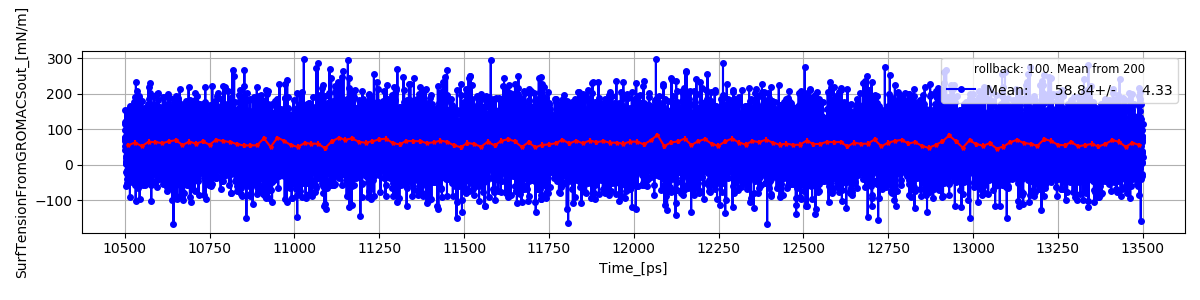 SurfTensionFromGROMACSout_[mN/m]
300
200
100
0
−100
rollback: 100. Mean from 200
Mean: 58.84+/- 4.33
10500 10750 11000 11250 11500 11750 12000 12250 12500 12750 13000 13250 13500
Time_[ps]